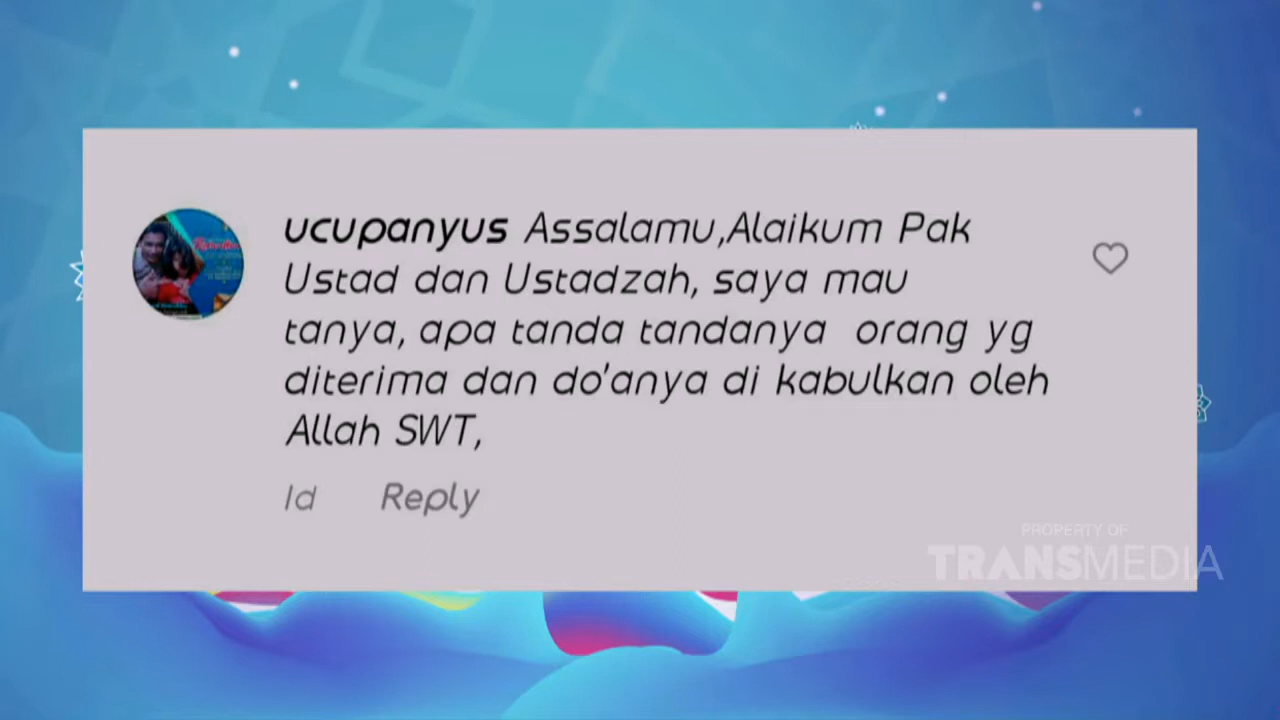 ucupanyus Assalamu,Alaikum Pak
Ustad dan Ustadzah, saya mau
tanya, apa tanda tandanya orang yg
diterima dan do'anya di kabulkan oleh
Allah SWT,
1d Reply
PROPERTY OF
TRANSMEDIA